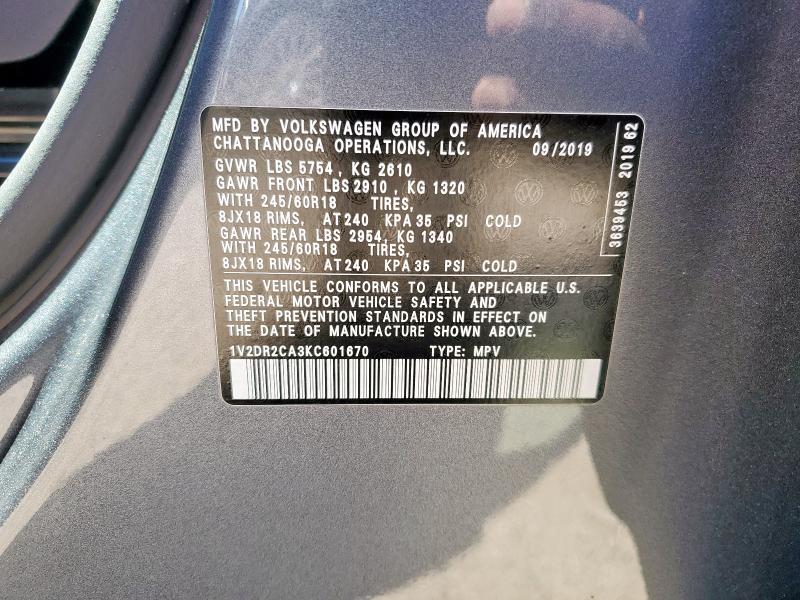 MFD BY VOLKSWAGEN GROUP OF AMERICA
CHATTANOOGA OPERATIONS, LLC. 09/2019
GVWR LBS 5754 , KG 2610
GAWR FRONT LBS 2910 , KG 1320
WITH 245/60R18 TIRES,
8JX18 RIMS, AT 240 KPA 35 PSI COLD
GAWR REAR LBS 2954, KG 1340
WITH 245/60R18 TIRES,
8JX18 RIMS, AT 240 KPA 35 PSI COLD
THIS VEHICLE CONFORMS TO ALL APPLICABLE U.S.
FEDERAL MOTOR VEHICLE SAFETY AND
THEFT PREVENTION STANDARDS IN EFFECT ON
THE DATE OF MANUFACTURE SHOWN ABOVE.
1V2DR2CA3KC601670 TYPE: MPV
3639453 2019 62